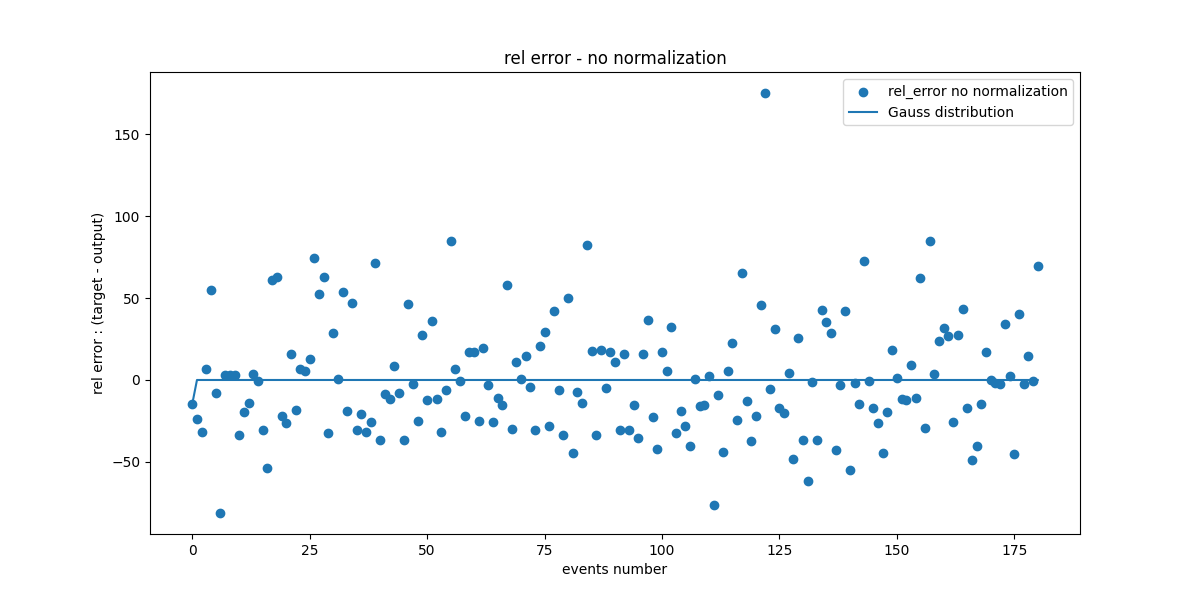 rel error - no normalization
rel_error no normalization
Gauss distribution
rel error : (target - output)
150
100
50
0
−50
0 25 50 75 100 125 150 175
events number